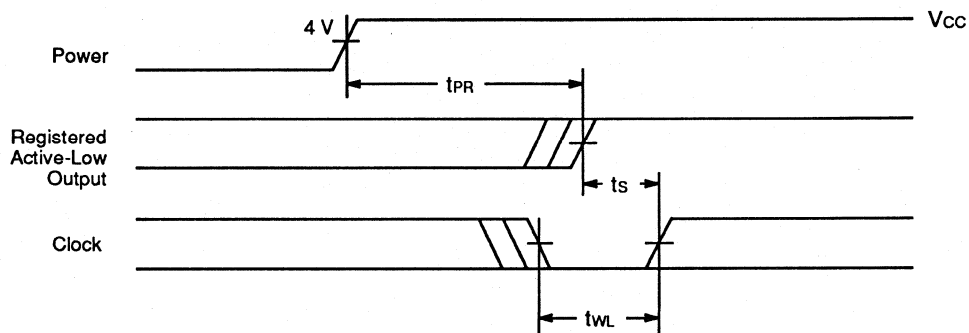 4 V
VCC
Power
tPR
Registered
Active-Low
Output
tS
Clock
tWL